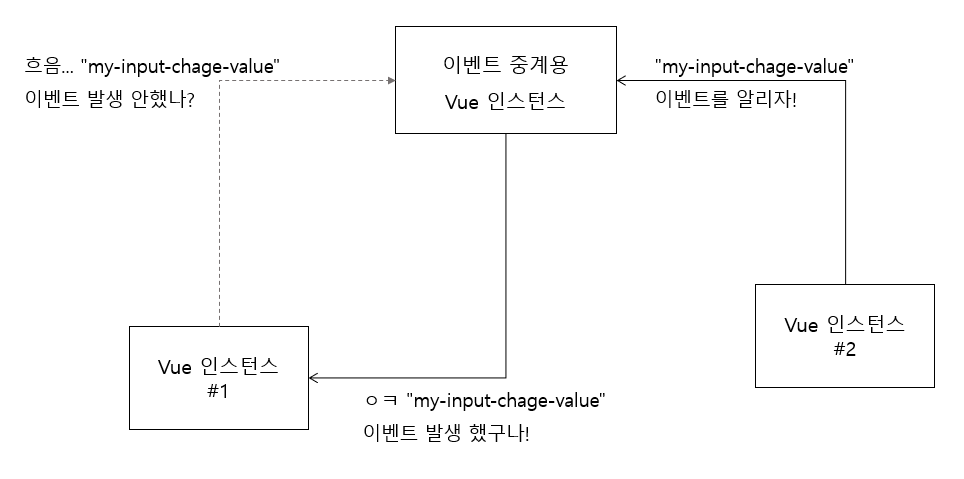 흐음... "my-input-chage-value"
이벤트 발생 안했나?
이벤트 중계용
Vue 인스턴스
"my-input-chage-value"
이벤트를 알리자!
Vue 인스턴스
#1
ㅇㅋ "my-input-chage-value"
이벤트 발생 했구나!
Vue 인스턴스
#2